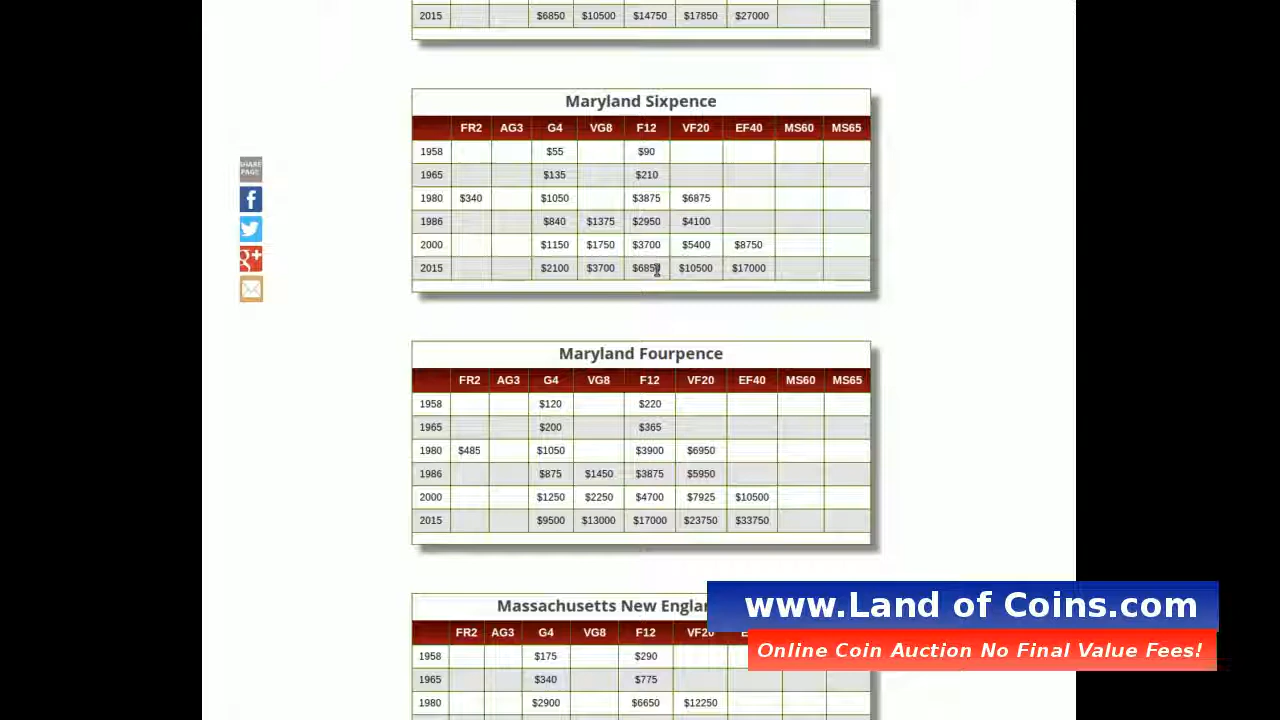 2015 $6850 $10500 $14750 $17850 $27000
Maryland Sixpence
FR2 AG3 G4 VG8 F12 VF20 EF40 MS60 MS65
1958 $55 $90
1965 $135 $210
1980 $340 $1050 $3875 $6875
1986 $840 $1375 $2950 $4100
2000 $1150 $1750 $3700 $5400 $8750
2015 $2100 $3700 $6850 $10500 $17000
SHARE
PAGE
f
g+
Maryland Fourpence
FR2 AG3 G4 VG8 F12 VF20 EF40 MS60 MS65
1958 $120 $220
1965 $200 $365
1980 $485 $1050 $3900 $6950
1986 $875 $1450 $3875 $5950
2000 $1250 $2250 $4700 $7925 $10500
2015 $9500 $13000 $17000 $23750 $33750
Massachusetts New Englan
FR2 AG3 G4 VG8 F12 VF20
1958 $175 $290
1965 $340 $775
1980 $2900 $6650 $12250
www.Land of Coins.com
Online Coin Auction No Final Value Fees!